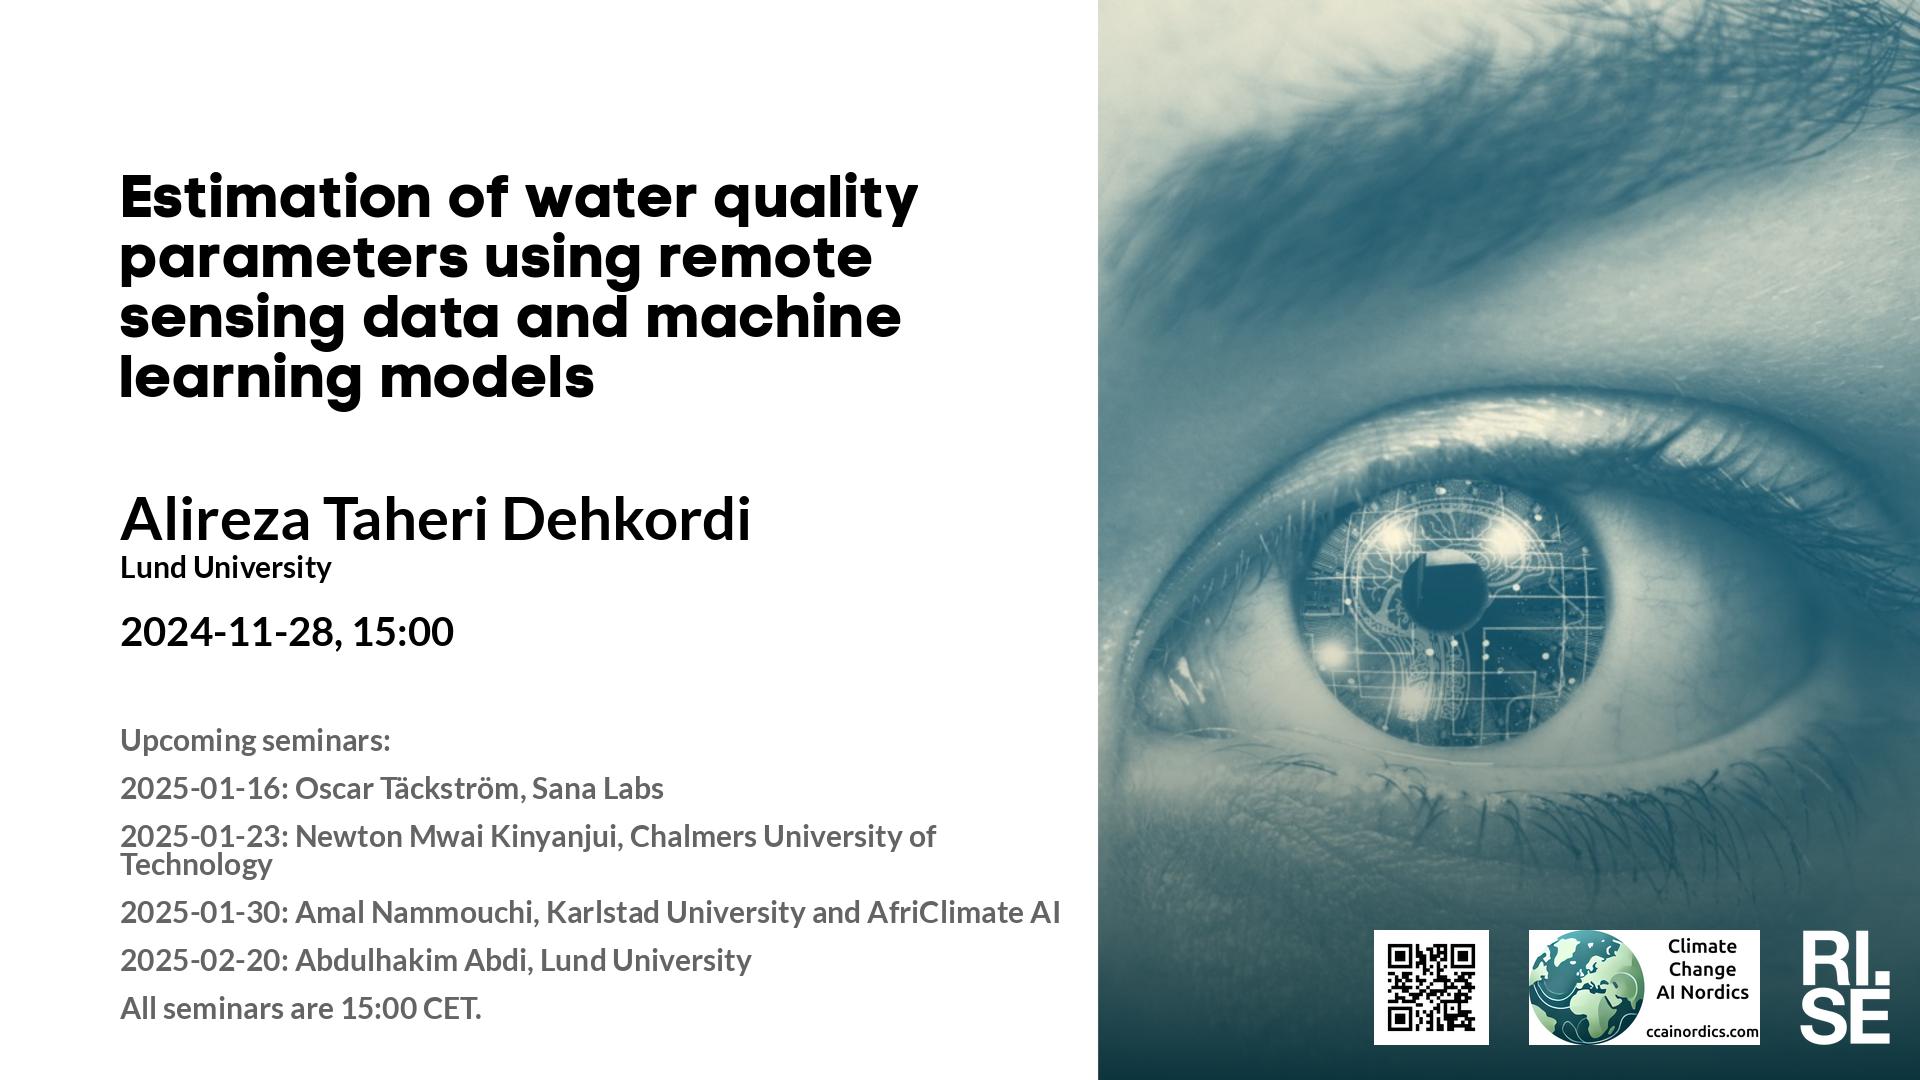 Estimation of water quality
parameters using remote
sensing data and machine
learning models
Alireza Taheri Dehkordi
Lund University
2024-11-28, 15:00
Upcoming seminars:
2025-01-16: Oscar Täckström, Sana Labs
2025-01-23: Newton Mwai Kinyanjui, Chalmers University of
Technology
2025-01-30: Amal Nammouchi, Karlstad University and AfriClimate AI
2025-02-20: Abdulhakim Abdi, Lund University
All seminars are 15:00 CET.
Climate
Change
AI Nordics
ccainordics.com
RI.
SE